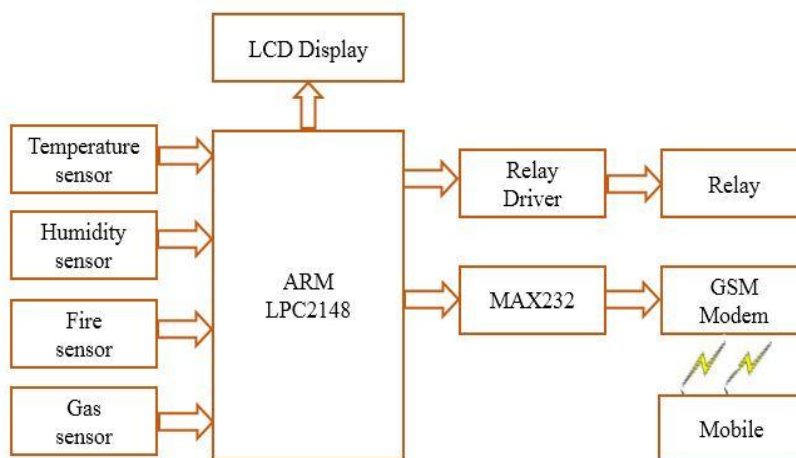 LCD Display
Temperature
sensor
Humidity
sensor
Fire
sensor
Gas
sensor
ARM
LPC2148
Relay
Driver
Relay
MAX232
GSM
Modem
Mobile